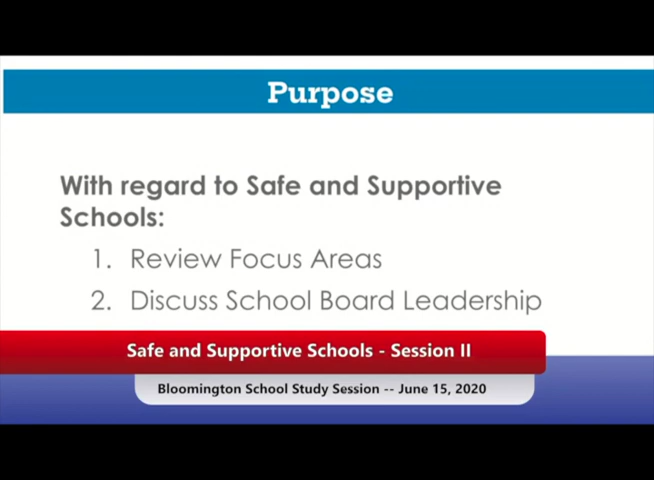 Purpose
With regard to Safe and Supportive
Schools:
1. Review Focus Areas
2. Discuss School Board Leadership
Safe and Supportive Schools - Session II
Bloomington School Study Session -- June 15, 2020